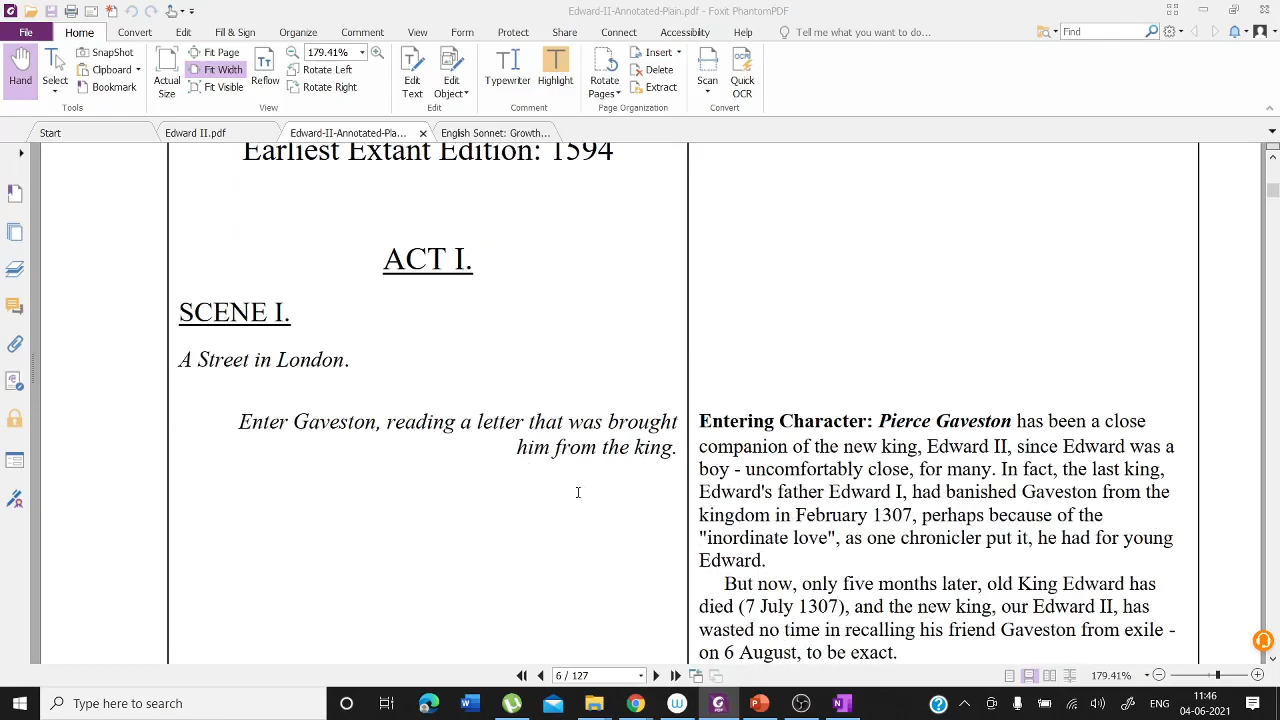 Edward-II-Annotated-Plain.pdf - Foxit PhantomPDF
File Home Convert Edit Fill & Sign Organize Comment View Form Protect Share Connect Accessibility Help Tell me what you want to do... Find
Hand
Select
SnapShot
Clipboard
Bookmark
Actual Size
Fit Page
Fit Width
Fit Visible
Reflow
179.41%
Rotate Left
Rotate Right
Edit Text
Edit Object
Typewriter
Highlight
Rotate Pages
Insert
Delete
Extract
Scan
Quick OCR
Tools View Edit Comment Page Organization Convert
Start Edward II.pdf Edward-II-Annotated-Pla... English Sonnet: Growth...
Earliest Extant Edition: 1594
ACT I.
SCENE I.
A Street in London.
Enter Gaveston, reading a letter that was brought
him from the king.
Entering Character: Pierce Gaveston has been a close
companion of the new king, Edward II, since Edward was a
boy - uncomfortably close, for many. In fact, the last king,
Edward's father Edward I, had banished Gaveston from the
kingdom in February 1307, perhaps because of the
"inordinate love", as one chronicler put it, he had for young
Edward.
But now, only five months later, old King Edward has
died (7 July 1307), and the new king, our Edward II, has
wasted no time in recalling his friend Gaveston from exile -
on 6 August, to be exact.
6 / 127
179.41%
Type here to search
ENG
11:46
04-06-2021